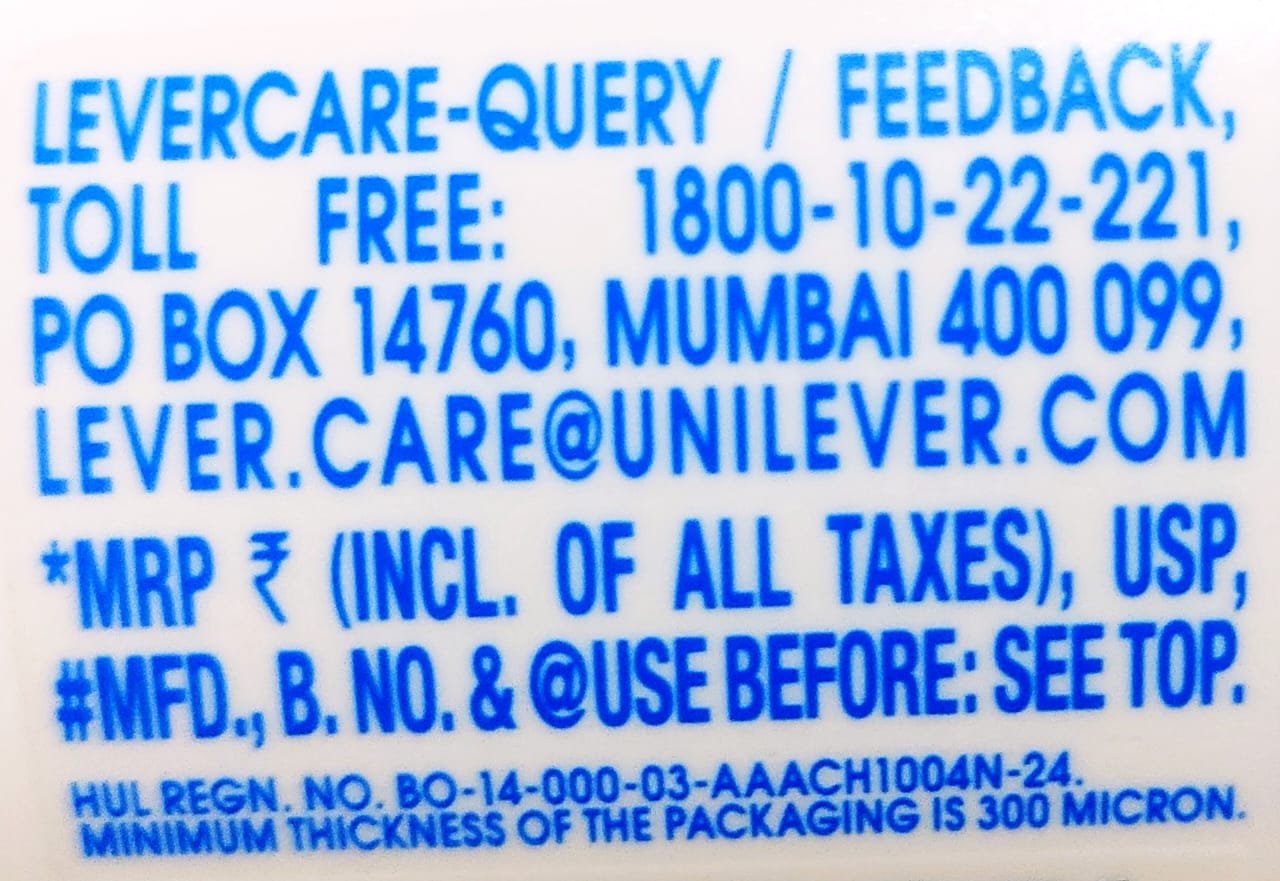 LEVERCARE-QUERY / FEEDBACK,
TOLL FREE: 1800-10-22-221,
PO BOX 14760, MUMBAI 400 099,
LEVER.CARE@UNILEVER.COM
*MRP ₹ (INCL. OF ALL TAXES), USP,
#MFD., B. NO. & @USE BEFORE: SEE TOP.
HUL REGN. NO. BO-14-000-03-AAACH1004N-24.
MINIMUM THICKNESS OF THE PACKAGING IS 300 MICRON.